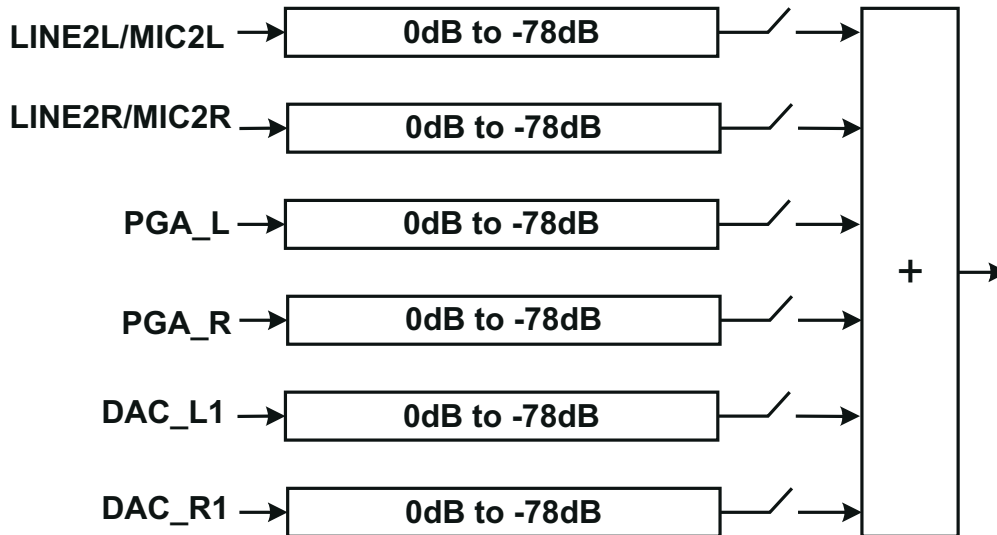 LINE2L/MIC2L 0dB to -78dB
LINE2R/MIC2R 0dB to -78dB
PGA_L 0dB to -78dB
+
PGA_R 0dB to -78dB
DAC_L1 0dB to -78dB
DAC_R1 0dB to -78dB